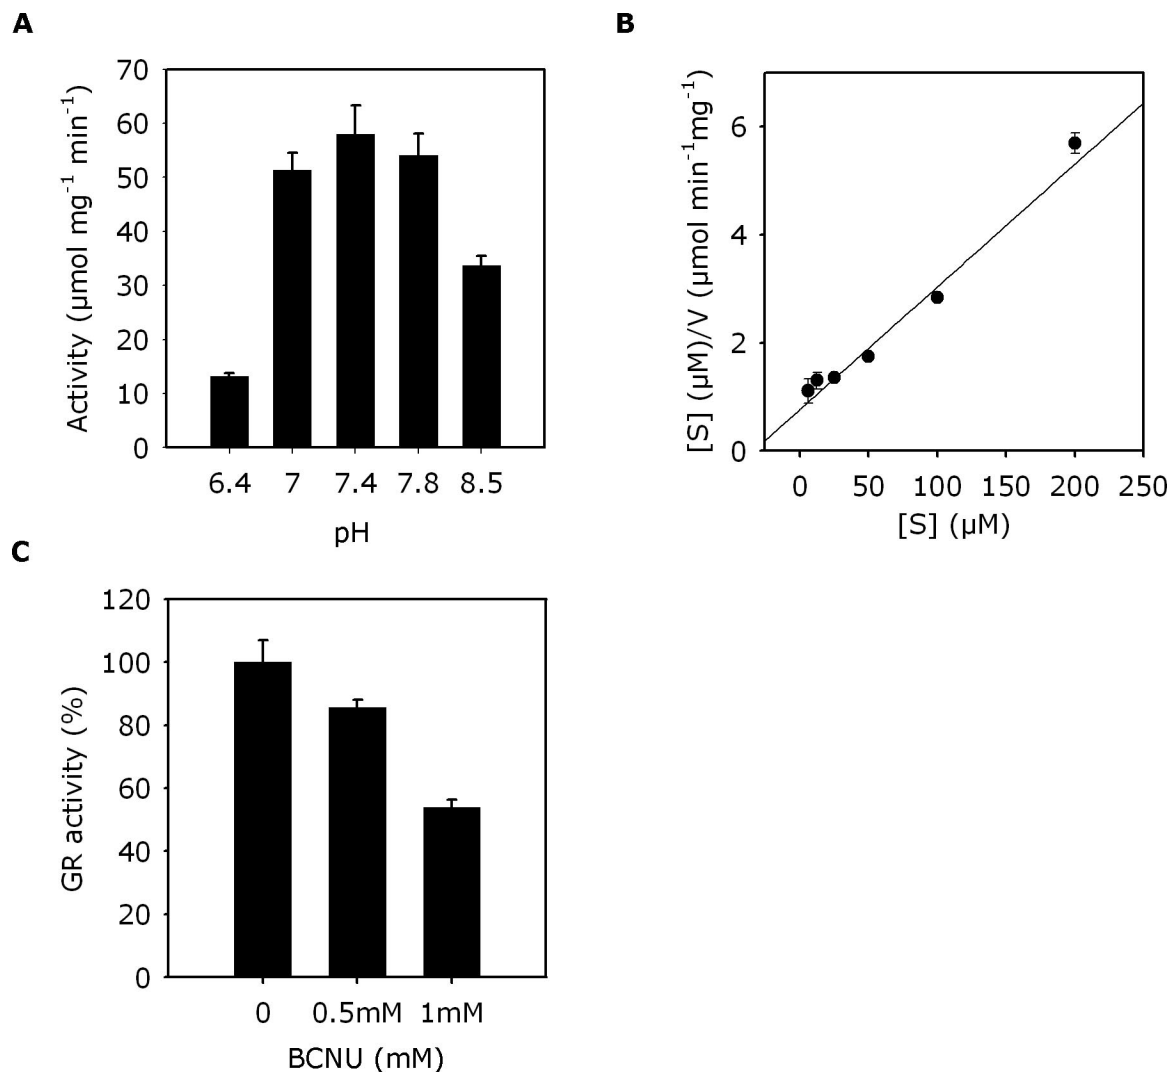 A
Activity (µmol mg⁻¹ min⁻¹)
70
60
50
40
30
20
10
0
6.4 7 7.4 7.8 8.5
pH
B
[S] (µM)/V (µmol min⁻¹mg⁻¹)
6
4
2
0
0 50 100 150 200 250
[S] (µM)
C
GR activity (%)
120
100
80
60
40
20
0
0 0.5mM 1mM
BCNU (mM)